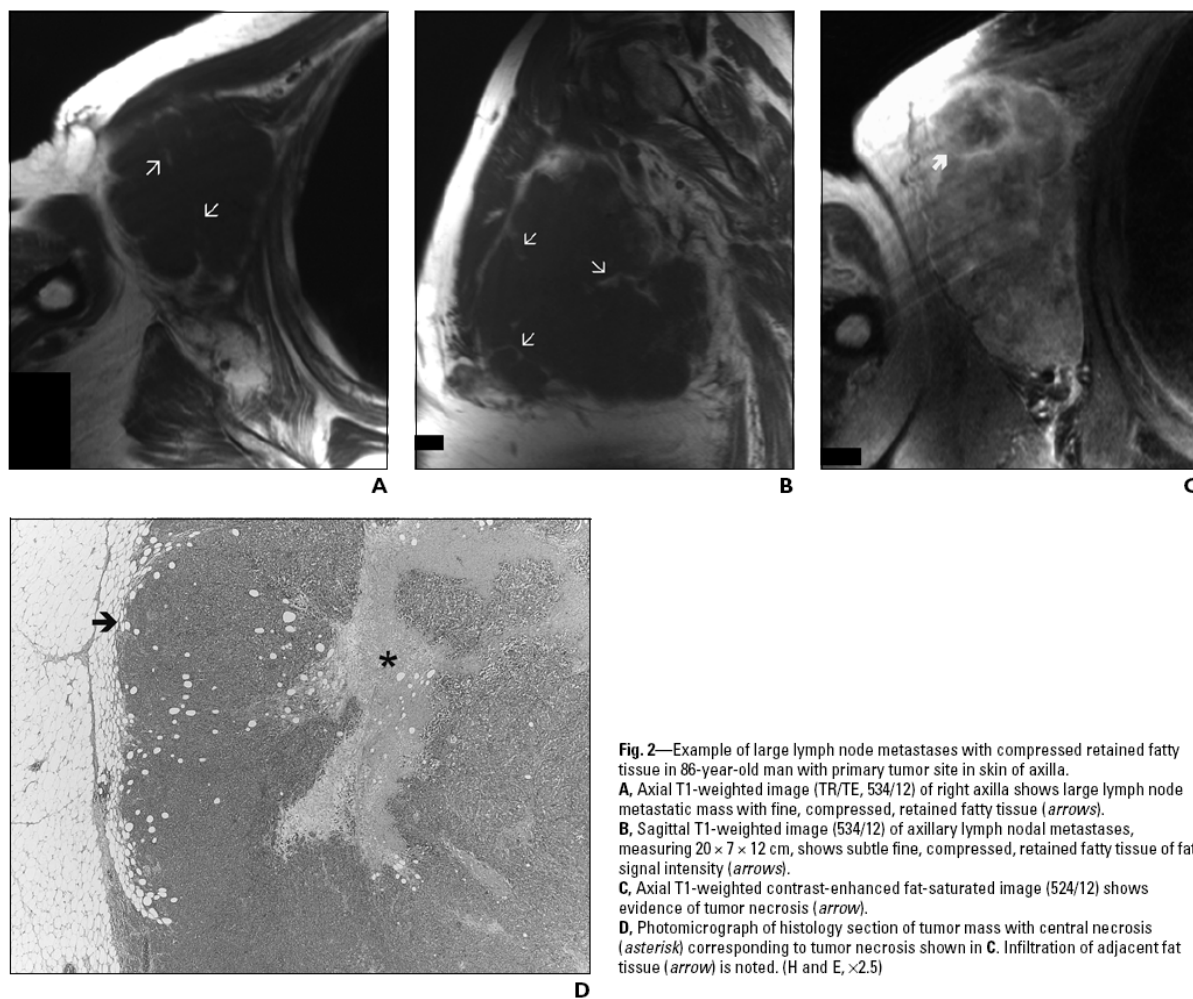 A
B
C
*
D
Fig. 2—Example of large lymph node metastases with compressed retained fatty
tissue in 86-year-old man with primary tumor site in skin of axilla.
A, Axial T1-weighted image (TR/TE, 534/12) of right axilla shows large lymph node
metastatic mass with fine, compressed, retained fatty tissue (arrows).
B, Sagittal T1-weighted image (534/12) of axillary lymph nodal metastases,
measuring 20 × 7 × 12 cm, shows subtle fine, compressed, retained fatty tissue of fat
signal intensity (arrows).
C, Axial T1-weighted contrast-enhanced fat-saturated image (524/12) shows
evidence of tumor necrosis (arrow).
D, Photomicrograph of histology section of tumor mass with central necrosis
(asterisk) corresponding to tumor necrosis shown in C. Infiltration of adjacent fat
tissue (arrow) is noted. (H and E, ×2.5)